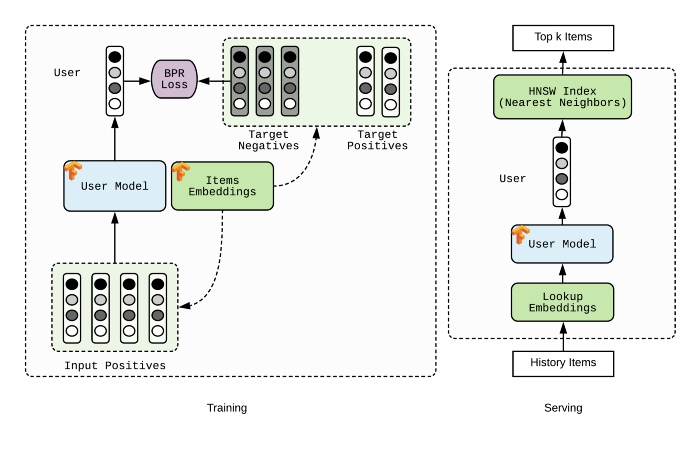 User
BPR
Loss
Target
Negatives
Target
Positives
User Model
Items
Embeddings
Input Positives
Training
Top k Items
HNSW Index
(Nearest Neighbors)
User
User Model
Lookup
Embeddings
History Items
Serving